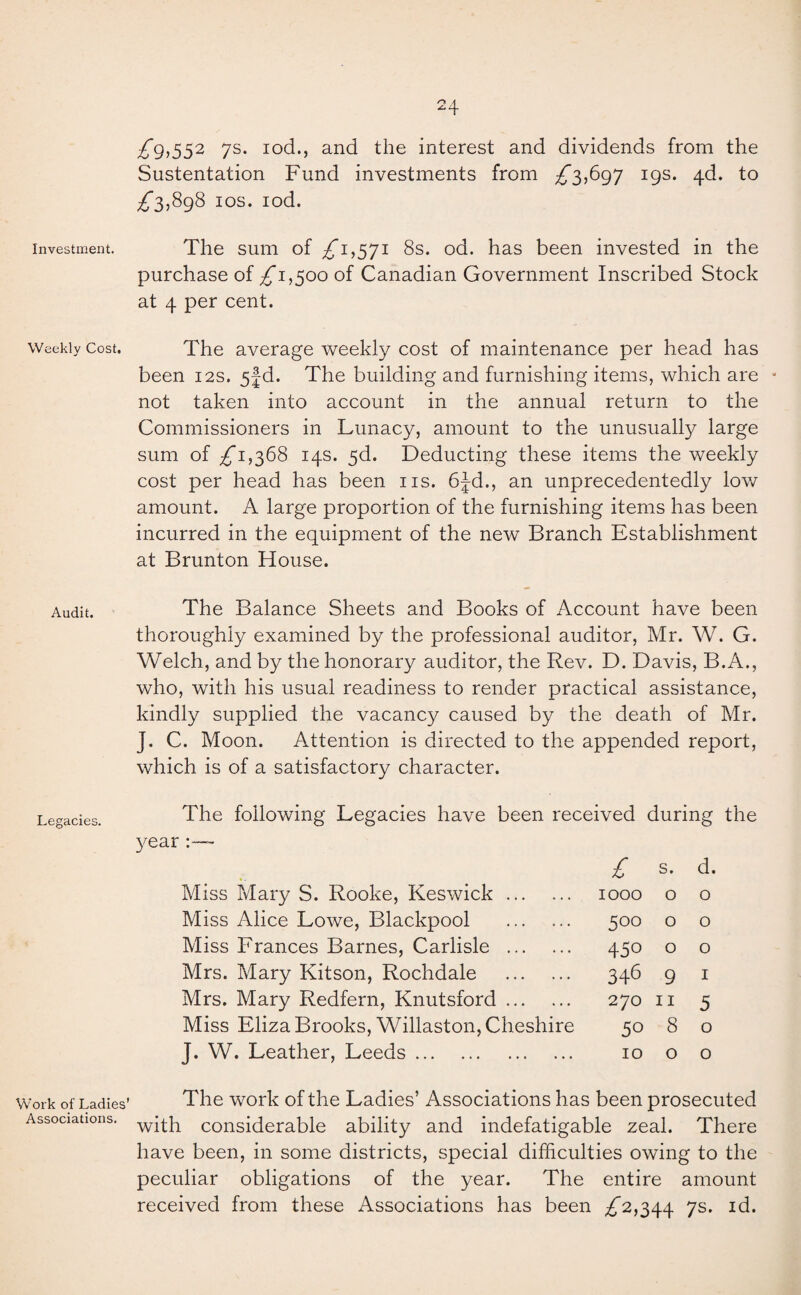 24
£9,552 7s. 10d., and the interest and dividends from the
Sustentation Fund investments from £3,697 19s. 4d. to
£3,898 10s. 10d.
Investment. The sum of £1,571 8s. 0d. has been invested in the
purchase of £1,500 of Canadian Government Inscribed Stock
at 4 per cent.
Weekly Cost. The average weekly cost of maintenance per head has
been 12s. 5¾d. The building and furnishing items, which are
not taken into account in the annual return to the
Commissioners in Lunacy, amount to the unusually large
sum of £1,368 14s. 5d. Deducting these items the weekly
cost per head has been 11s. 6¼d., an unprecedentedly low
amount. A large proportion of the furnishing items has been
incurred in the equipment of the new Branch Establishment
at Brunton House.
Audit. The Balance Sheets and Books of Account have been
thoroughly examined by the professional auditor, Mr. W. G.
Welch, and by the honorary auditor, the Rev. D. Davis, B.A.,
who, with his usual readiness to render practical assistance,
kindly supplied the vacancy caused by the death of Mr.
J. C. Moon. Attention is directed to the appended report,
which is of a satisfactory character.
Legacies. The following Legacies have been received during the
year :—
£ s. d.
Miss Mary S. Rooke, Keswick ... ... 1000 0 0
Miss Alice Lowe, Blackpool ... ... 500 0 0
Miss Frances Barnes, Carlisle ... ... 450 0 0
Mrs. Mary Kitson, Rochdale ... ... 346 9 1
Mrs. Mary Redfern, Knutsford ... ... 270 11 5
Miss Eliza Brooks, Willaston, Cheshire 50 8 0
J. W. Leather, Leeds ... ... ... ... 10 0 0
Work of Ladies' The work of the Ladies' Associations has been prosecuted
Associations. with considerable ability and indefatigable zeal. There
have been, in some districts, special difficulties owing to the
peculiar obligations of the year. The entire amount
received from these Associations has been £2,344 7s. 1d.